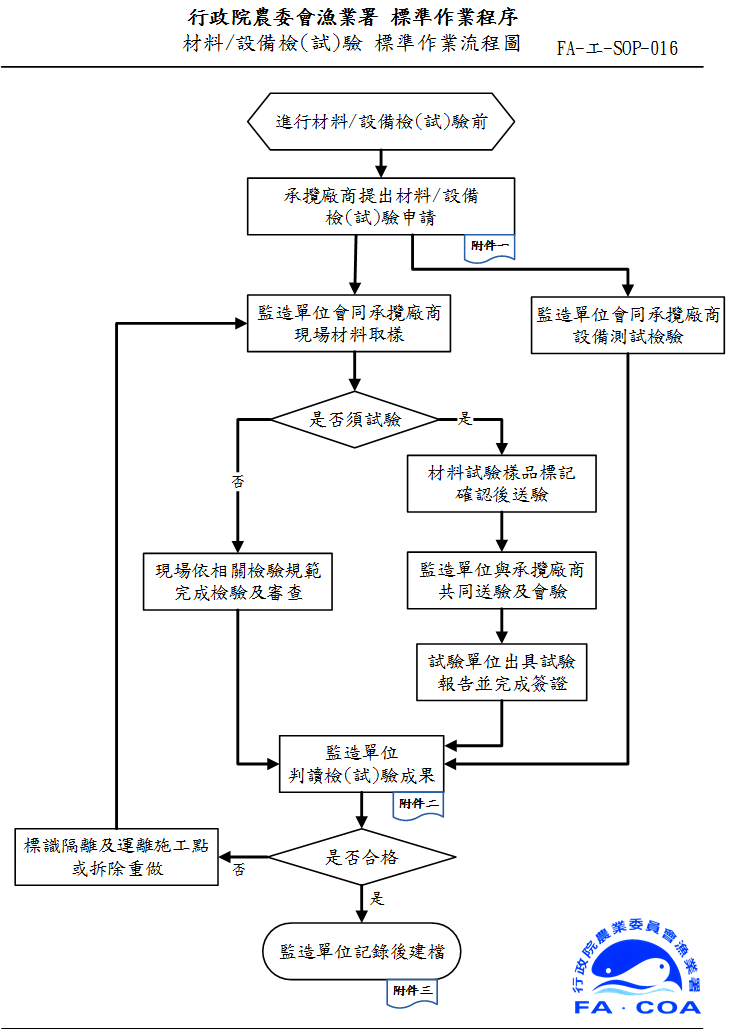 行政院農委會漁業署 標準作業程序
材料/設備檢(試)驗 標準作業流程圖
FA-工-SOP-016
進行材料/設備檢(試)驗前
承攬廠商提出材料/設備
檢(試)驗申請
附件一
監造單位會同承攬廠商
現場材料取樣
監造單位會同承攬廠商
設備測試檢驗
是否須試驗
是
否
材料試驗樣品標記
確認後送驗
現場依相關檢驗規範
完成檢驗及審查
監造單位與承攬廠商
共同送驗及會驗
試驗單位出具試驗
報告並完成簽證
監造單位
判讀檢(試)驗成果
附件二
標識隔離及運離施工點
或拆除重做
否
是否合格
是
監造單位記錄後建檔
附件三
行政院農業委員會漁業署
FA·COA